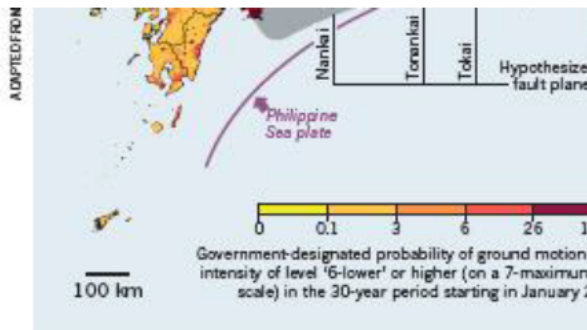 ADAPTED FROM
Nankai
Tonankai
Tokai
Hypothesize
fault plane
Philippine
Sea plate
0 0.1 3 6 26 1
Government-designated probability of ground motion
intensity of level '6-lower' or higher (on a 7-maximum
scale) in the 30-year period starting in January 2
100 km